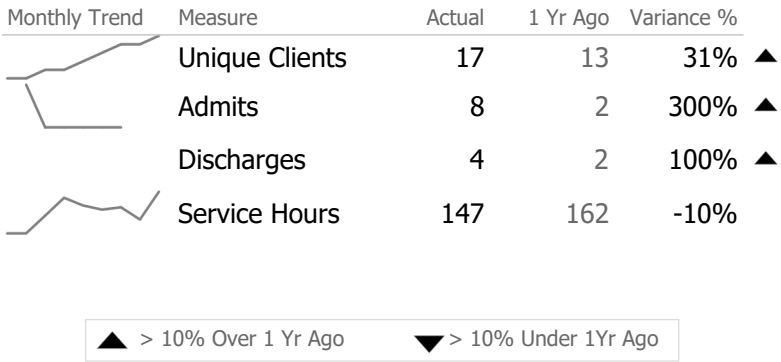 Monthly Trend Measure Actual 1 Yr Ago Variance %
Unique Clients 17 13 31% ▲
Admits 8 2 300% ▲
Discharges 4 2 100% ▲
Service Hours 147 162 -10%
▲ > 10% Over 1 Yr Ago ▼ > 10% Under 1Yr Ago